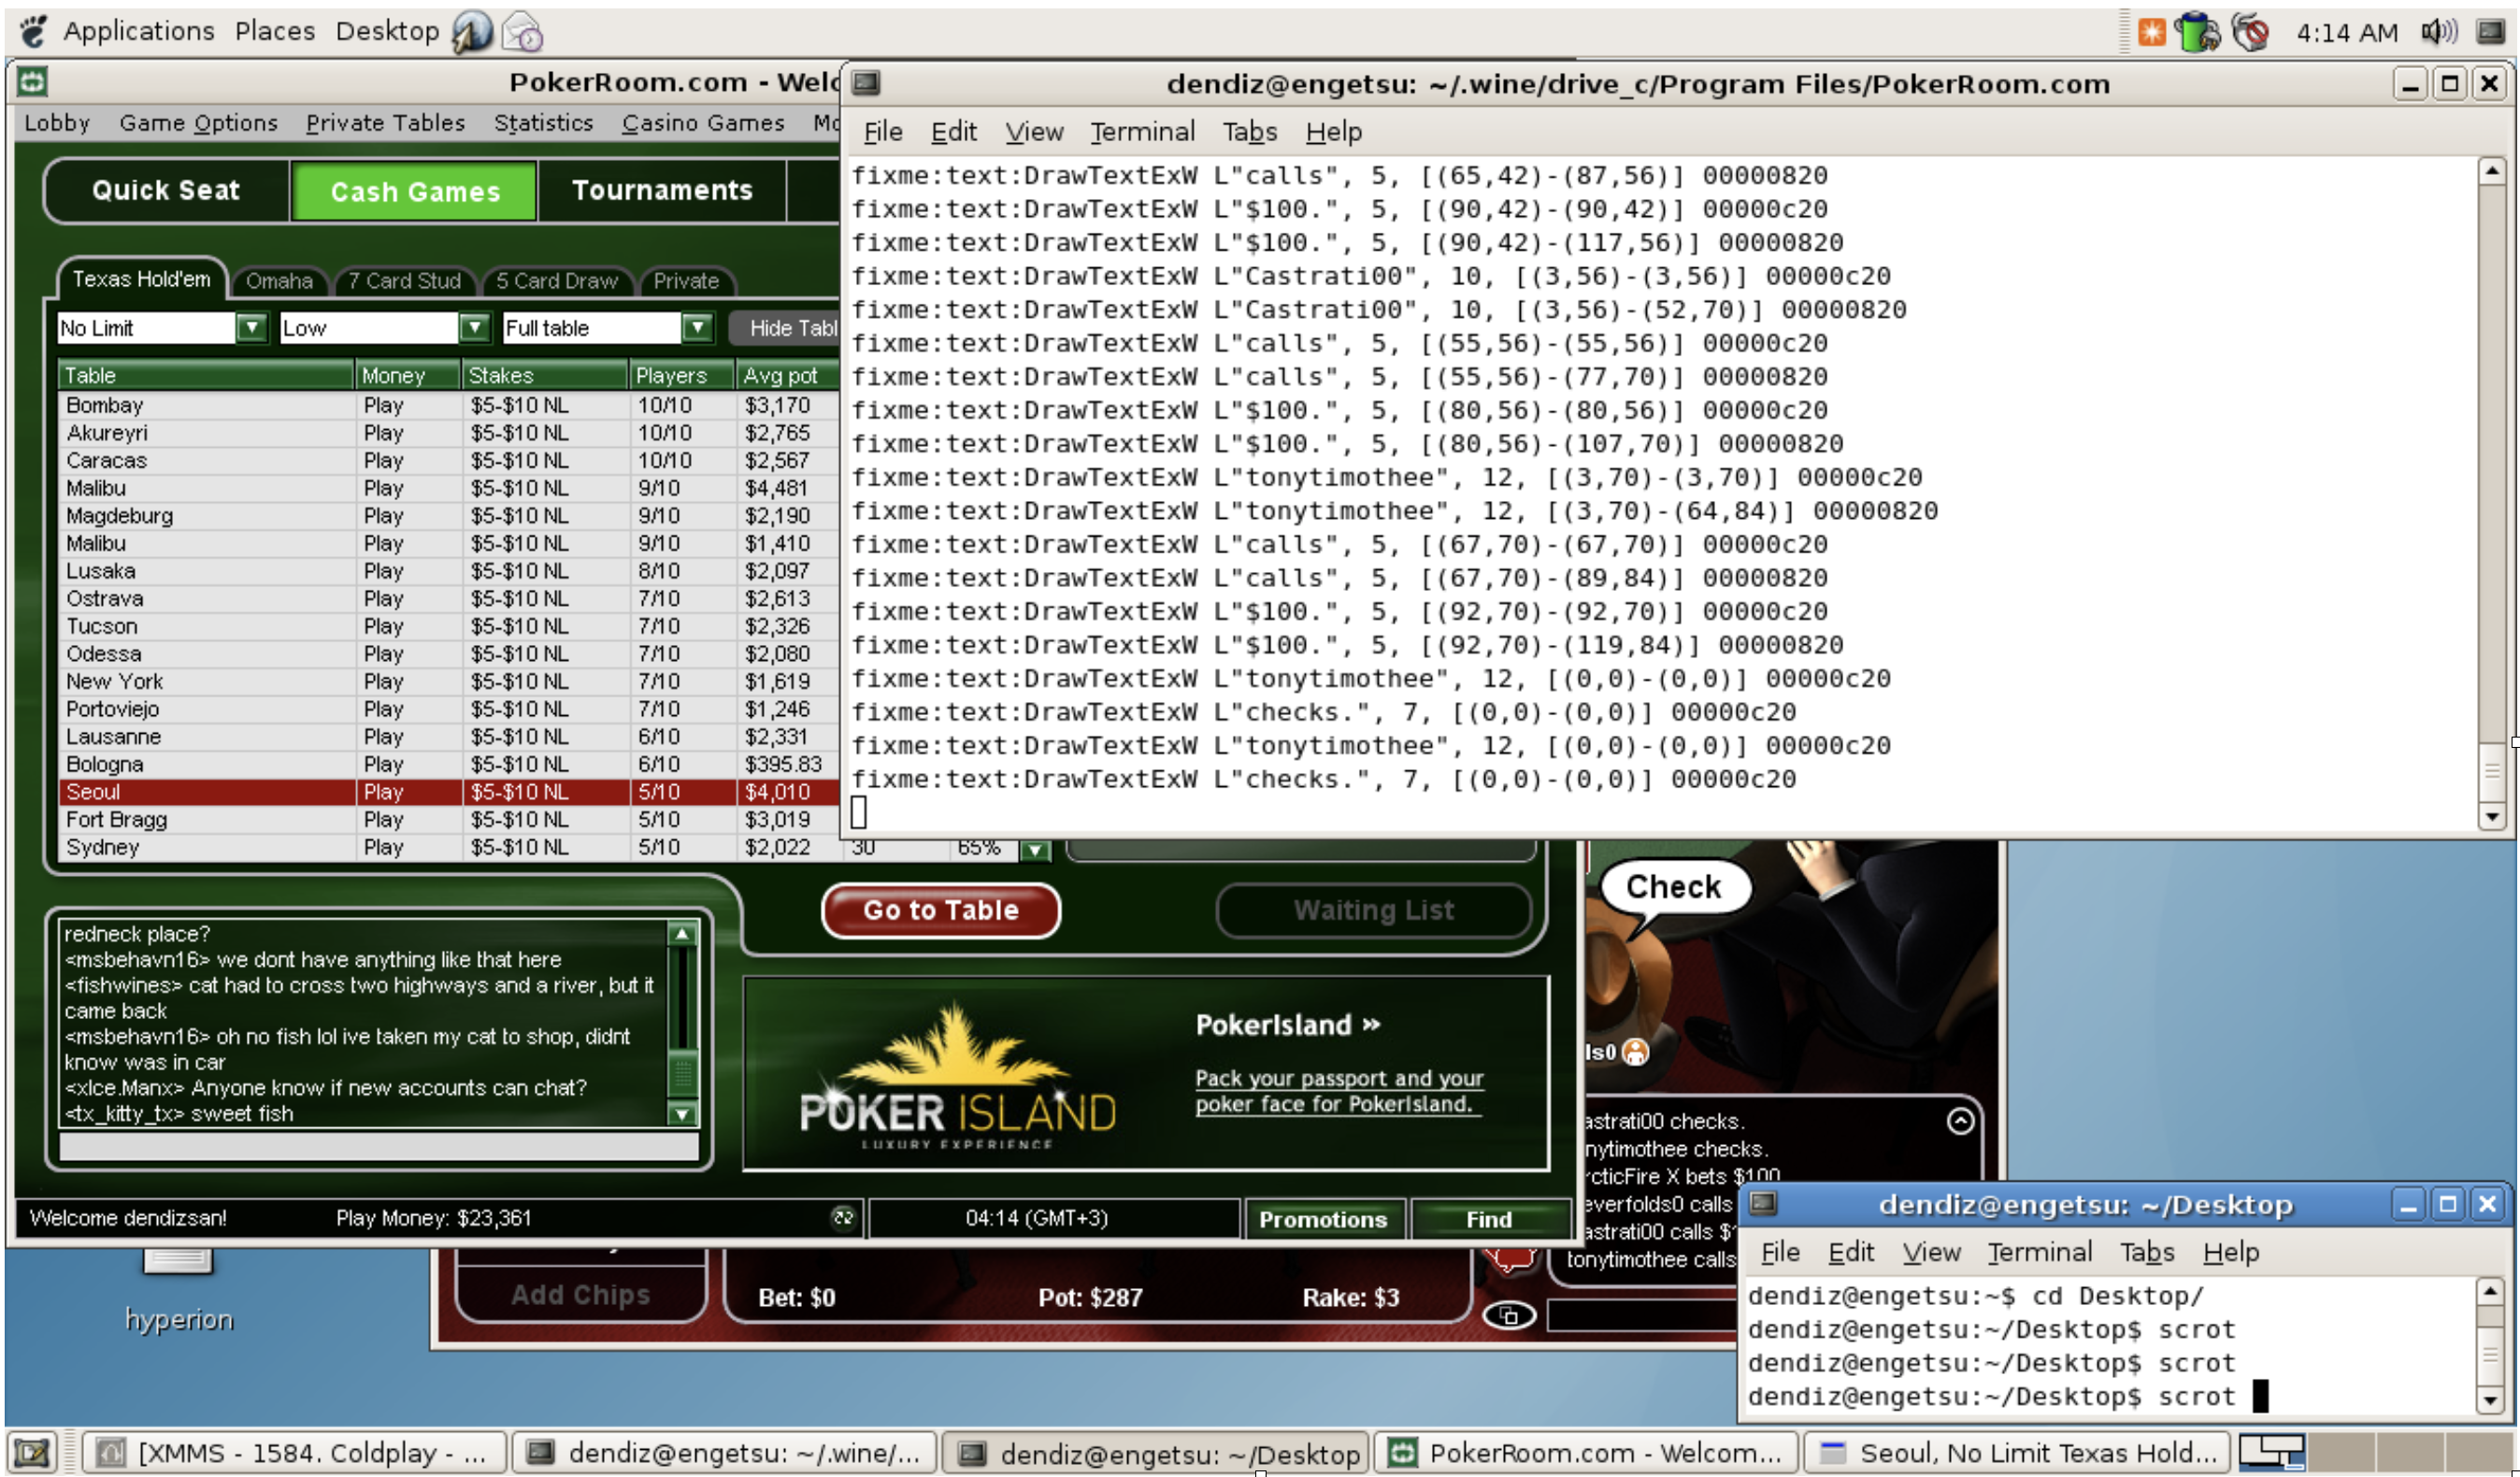 Applications Places Desktop 4:14 AM
PokerRoom.com - Welc
Lobby Game Options Private Tables Statistics Casino Games Mo
Quick Seat Cash Games Tournaments
Texas Hold'em Omaha 7 Card Stud 5 Card Draw Private
No Limit Low Full table Hide Tabl
Table Money Stakes Players Avg pot
Bombay Play $5-$10 NL 10/10 $3,170
Akureyri Play $5-$10 NL 10/10 $2,765
Caracas Play $5-$10 NL 10/10 $2,567
Malibu Play $5-$10 NL 9/10 $4,481
Magdeburg Play $5-$10 NL 9/10 $2,190
Malibu Play $5-$10 NL 9/10 $1,410
Lusaka Play $5-$10 NL 8/10 $2,097
Ostrava Play $5-$10 NL 7/10 $2,613
Tucson Play $5-$10 NL 7/10 $2,326
Odessa Play $5-$10 NL 7/10 $2,080
New York Play $5-$10 NL 7/10 $1,619
Portoviejo Play $5-$10 NL 7/10 $1,246
Lausanne Play $5-$10 NL 6/10 $2,331
Bologna Play $5-$10 NL 6/10 $395.83
Seoul Play $5-$10 NL 5/10 $4,010
Fort Bragg Play $5-$10 NL 5/10 $3,019
Sydney Play $5-$10 NL 5/10 $2,022 30 65%
Go to Table Waiting List
redneck place?
<msbehavn16> we dont have anything like that here
<fishwines> cat had to cross two highways and a river, but it
came back
<msbehavn16> oh no fish lol ive taken my cat to shop, didnt
know was in car
<xIce.Manx> Anyone know if new accounts can chat?
<tx_kitty_tx> sweet fish
POKER ISLAND
LUXURY EXPERIENCE
PokerIsland »
Pack your passport and your
poker face for PokerIsland.
Welcome dendizsan! Play Money: $23,361 04:14 (GMT+3) Promotions Find
dendiz@engetsu: ~/.wine/drive_c/Program Files/PokerRoom.com
File Edit View Terminal Tabs Help
fixme:text:DrawTextExW L"calls", 5, [(65,42)-(87,56)] 00000820
fixme:text:DrawTextExW L"$100.", 5, [(90,42)-(90,42)] 00000c20
fixme:text:DrawTextExW L"$100.", 5, [(90,42)-(117,56)] 00000820
fixme:text:DrawTextExW L"Castrati00", 10, [(3,56)-(3,56)] 00000c20
fixme:text:DrawTextExW L"Castrati00", 10, [(3,56)-(52,70)] 00000820
fixme:text:DrawTextExW L"calls", 5, [(55,56)-(55,56)] 00000c20
fixme:text:DrawTextExW L"calls", 5, [(55,56)-(77,70)] 00000820
fixme:text:DrawTextExW L"$100.", 5, [(80,56)-(80,56)] 00000c20
fixme:text:DrawTextExW L"$100.", 5, [(80,56)-(107,70)] 00000820
fixme:text:DrawTextExW L"tonytimothee", 12, [(3,70)-(3,70)] 00000c20
fixme:text:DrawTextExW L"tonytimothee", 12, [(3,70)-(64,84)] 00000820
fixme:text:DrawTextExW L"calls", 5, [(67,70)-(67,70)] 00000c20
fixme:text:DrawTextExW L"calls", 5, [(67,70)-(89,84)] 00000820
fixme:text:DrawTextExW L"$100.", 5, [(92,70)-(92,70)] 00000c20
fixme:text:DrawTextExW L"$100.", 5, [(92,70)-(119,84)] 00000820
fixme:text:DrawTextExW L"tonytimothee", 12, [(0,0)-(0,0)] 00000c20
fixme:text:DrawTextExW L"checks.", 7, [(0,0)-(0,0)] 00000c20
fixme:text:DrawTextExW L"tonytimothee", 12, [(0,0)-(0,0)] 00000c20
fixme:text:DrawTextExW L"checks.", 7, [(0,0)-(0,0)] 00000c20
Check
ls0
astrati00 checks.
nytimothee checks.
rcticFire X bets $100
everfolds0 calls
astrati00 calls $
tonytimothee calls
Add Chips Bet: $0 Pot: $287 Rake: $3
hyperion
dendiz@engetsu: ~/Desktop
File Edit View Terminal Tabs Help
dendiz@engetsu:~$ cd Desktop/
dendiz@engetsu:~/Desktop$ scrot
dendiz@engetsu:~/Desktop$ scrot
dendiz@engetsu:~/Desktop$ scrot
[XMMS - 1584. Coldplay - ... dendiz@engetsu: ~/.wine/... dendiz@engetsu: ~/Desktop PokerRoom.com - Welcom... Seoul, No Limit Texas Hold...